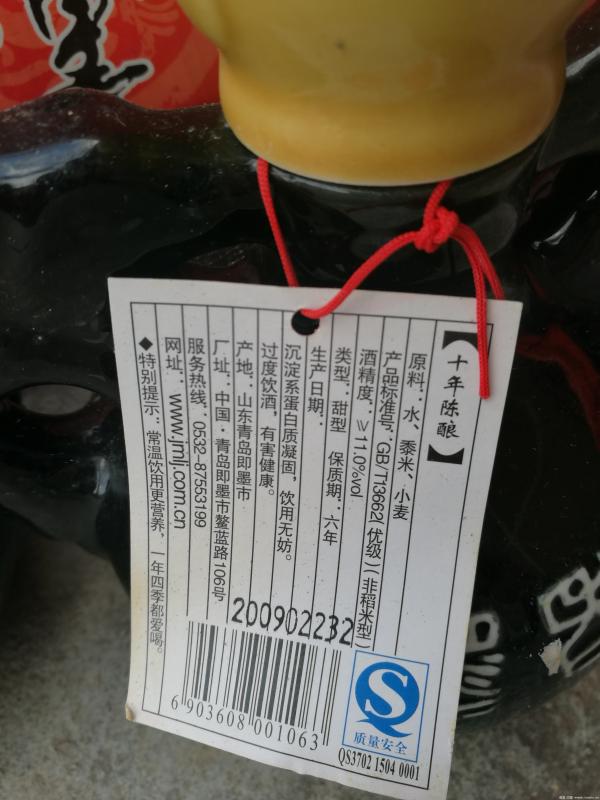 墨
【十年陈酿】
原料：水、黍米、小麦
产品标准号：GB/T13662(优级)(非稻米型)
酒精度：≥11.0%vol
类型：甜型 保质期：六年
生产日期：
沉淀系蛋白质凝固，饮用无妨。
过度饮酒，有害健康。
产地：山东青岛即墨市
厂址：中国·青岛即墨市鳌蓝路106号
服务热线：0532-87553199
网址：www.jmlj.com.cn
◆特别提示：常温饮用更营养，一年四季都爱喝。
200902232
6 903608 001063
质量安全
QS3702 1504 0001